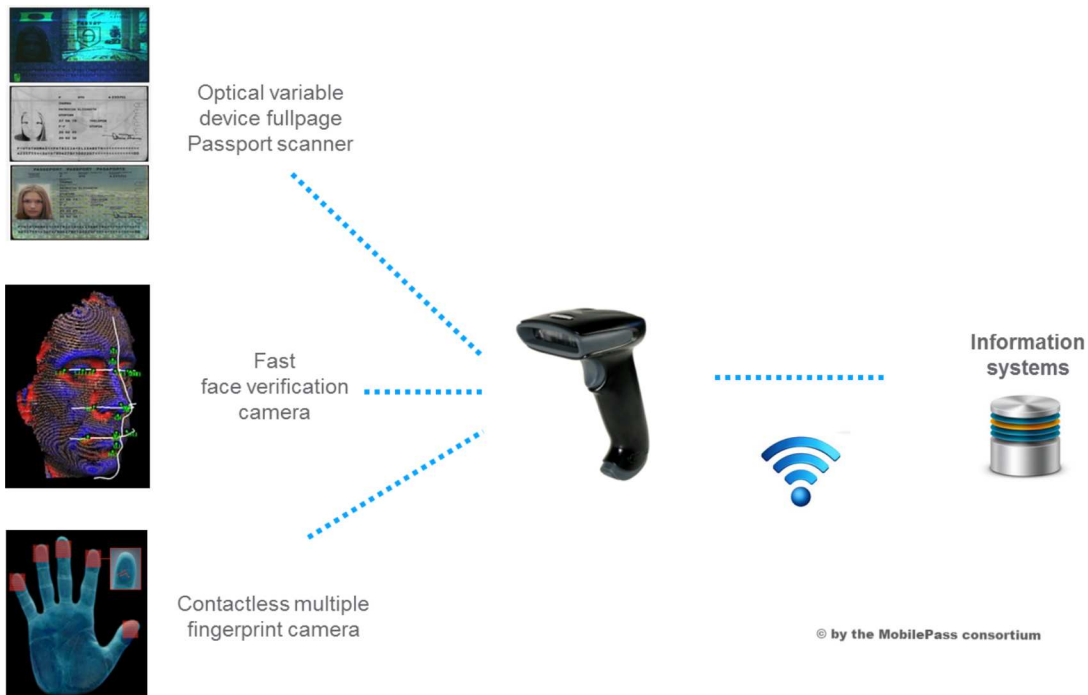 Optical variable
device fullpage
Passport scanner
Fast
face verification
camera
Information
systems
Contactless multiple
fingerprint camera
© by the MobilePass consortium